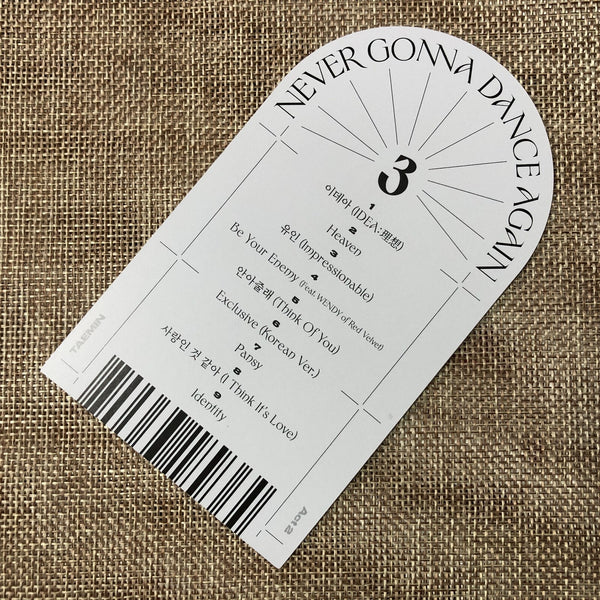 NEVER GONNA DANCE AGAIN
3
1
이데아 (IDEA:理想)
2
Heaven
3
유인 (Impressionable)
4
Be Your Enemy (Feat. WENDY of Red Velvet)
5
안아줄래 (Think Of You)
6
Exclusive (Korean Ver.)
7
Pansy
8
사랑인 것 같아 (I Think It's Love)
9
Identity
TAEMIN
Act 2